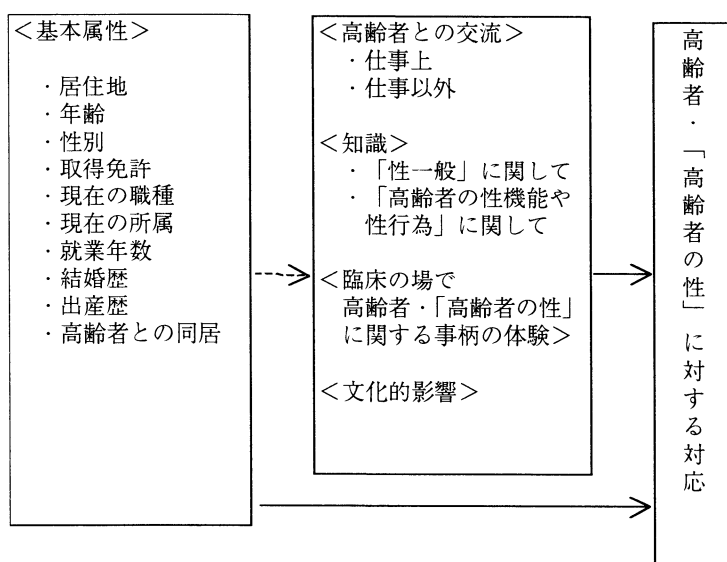 ＜基本属性＞
・居住地
・年齢
・性別
・取得免許
・現在の職種
・現在の所属
・就業年数
・結婚歴
・出産歴
・高齢者との同居
＜高齢者との交流＞
・仕事上
・仕事以外
＜知識＞
・「性一般」に関して
・「高齢者の性機能や
性行為」に関して
＜臨床の場で
高齢者・「高齢者の性」
に関する事柄の体験＞
＜文化的影響＞
高齢者・「高齢者の性」に対する対応